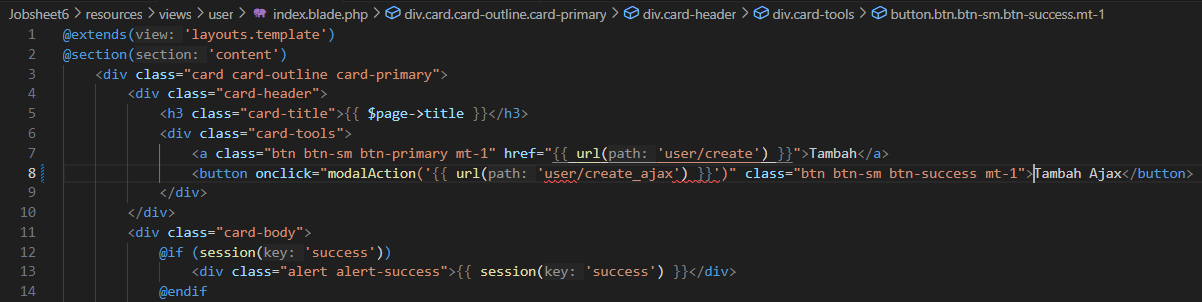 Jobsheet6 > resources > views > user > index.blade.php > div.card.card-outline.card-primary > div.card-header > div.card-tools > button.btn.btn-sm.btn-success.mt-1
1 @extends(view: 'layouts.template')
2 @section(section: 'content')
3 <div class="card card-outline card-primary">
4 <div class="card-header">
5 <h3 class="card-title">{{ $page->title }}</h3>
6 <div class="card-tools">
7 <a class="btn btn-sm btn-primary mt-1" href="{{ url(path: 'user/create') }}">Tambah</a>
8 <button onclick="modalAction('{{ url(path: 'user/create_ajax') }}')" class="btn btn-sm btn-success mt-1">Tambah Ajax</button>
9 </div>
10 </div>
11 <div class="card-body">
12 @if (session(key: 'success'))
13 <div class="alert alert-success">{{ session(key: 'success') }}</div>
14 @endif